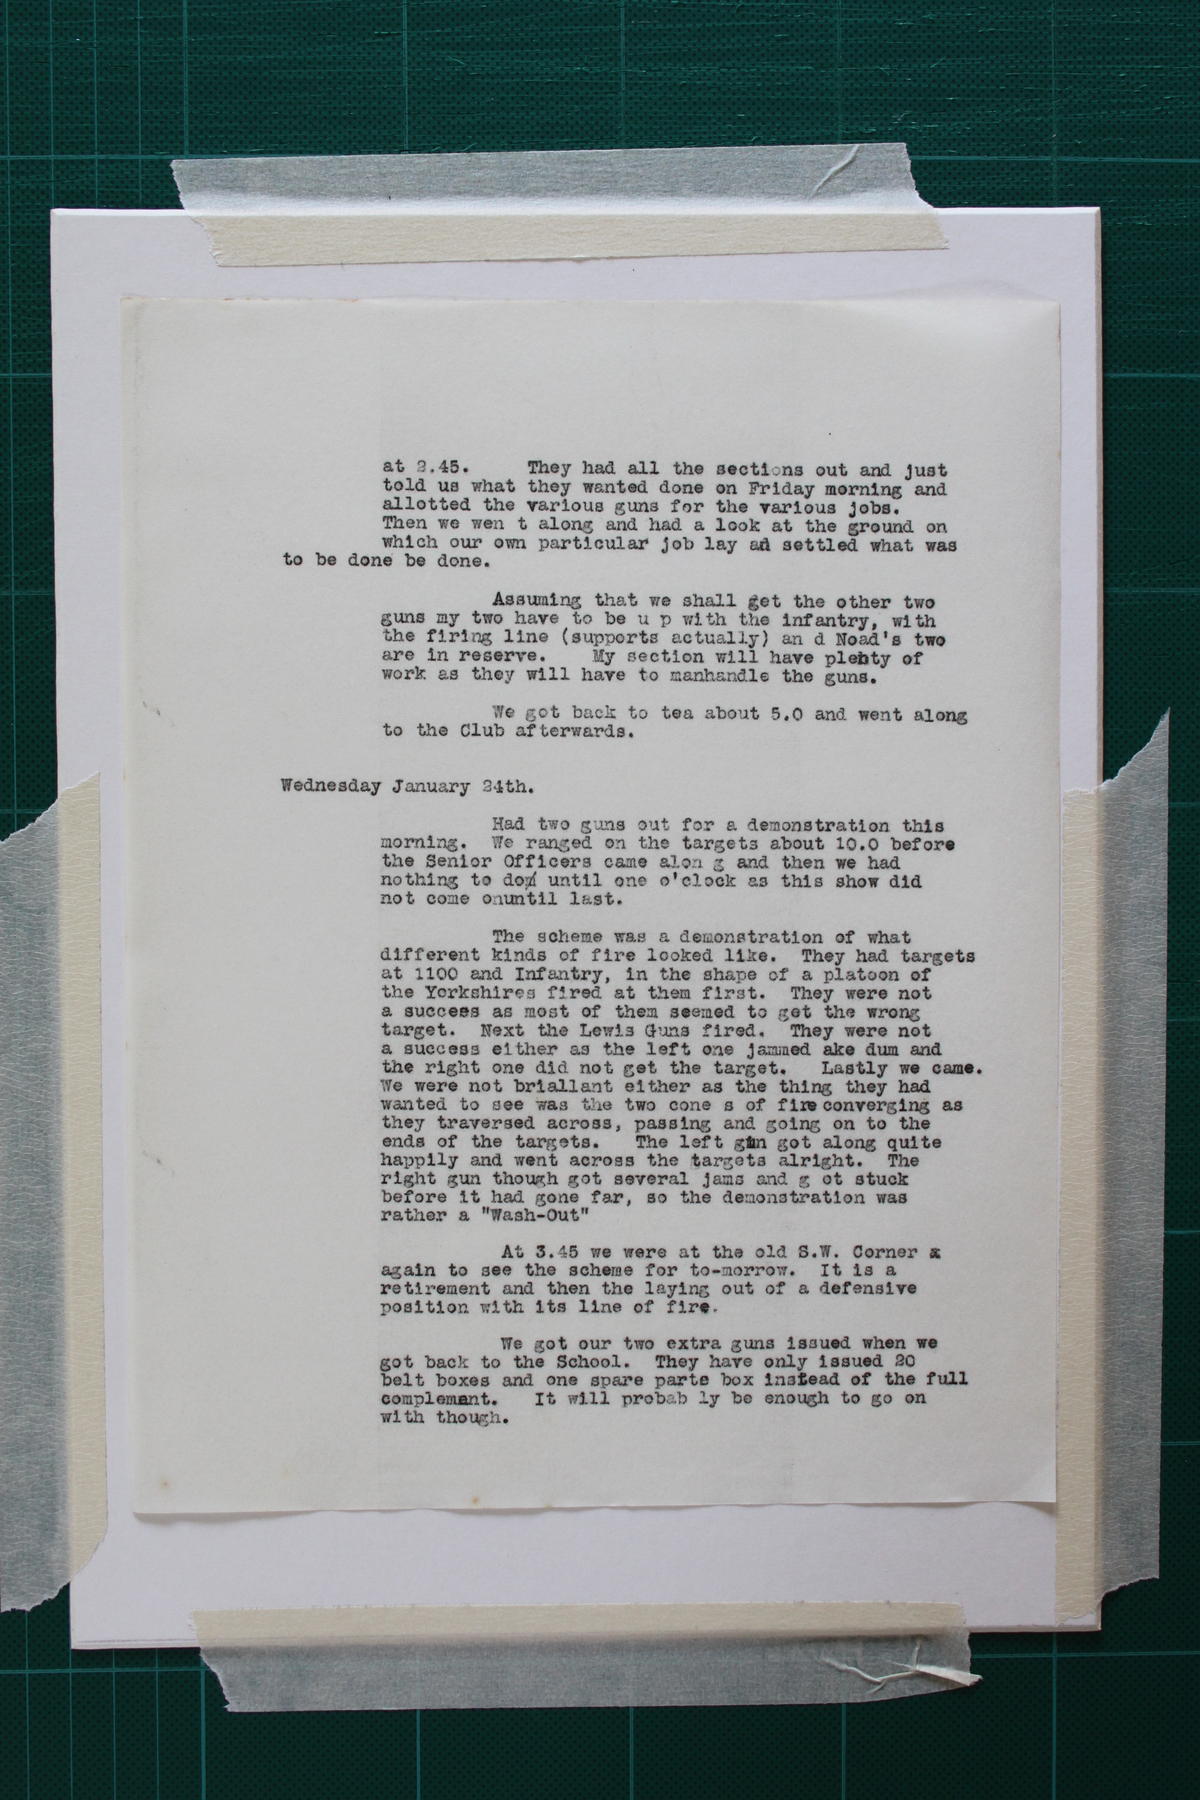 at 2.45. They had all the sections out and just
told us what they wanted done on Friday morning and
allotted the various guns for the various jobs.
Then we wen t along and had a look at the ground on
which our own particular job lay ad settled what was
to be done be done.
Assuming that we shall get the other two
guns my two have to be u p with the infantry, with
the firing line (supports actually) an d Noad's two
are in reserve. My section will have plenty of
work as they will have to manhandle the guns.
We got back to tea about 5.0 and went along
to the Club afterwards.
Wednesday January 24th.
Had two guns out for a demonstration this
morning. We ranged on the targets about 10.0 before
the Senior Officers came alon g and then we had
nothing to do until one o'clock as this show did
not come onuntil last.
The scheme was a demonstration of what
different kinds of fire looked like. They had targets
at 1100 and Infantry, in the shape of a platoon of
the Yorkshires fired at them first. They were not
a success as most of them seemed to get the wrong
target. Next the Lewis Guns fired. They were not
a success either as the left one jammed ake dum and
the right one did not get the target. Lastly we came.
We were not briallant either as the thing they had
wanted to see was the two cone s of fire converging as
they traversed across, passing and going on to the
ends of the targets. The left gun got along quite
happily and went across the targets alright. The
right gun though got several jams and g ot stuck
before it had gone far, so the demonstration was
rather a "Wash-Out"
At 3.45 we were at the old S.W. Corner x
again to see the scheme for to-morrow. It is a
retirement and then the laying out of a defensive
position with its line of fire.
We got our two extra guns issued when we
got back to the School. They have only issued 20
belt boxes and one spare parts box instead of the full
complement. It will probab ly be enough to go on
with though.